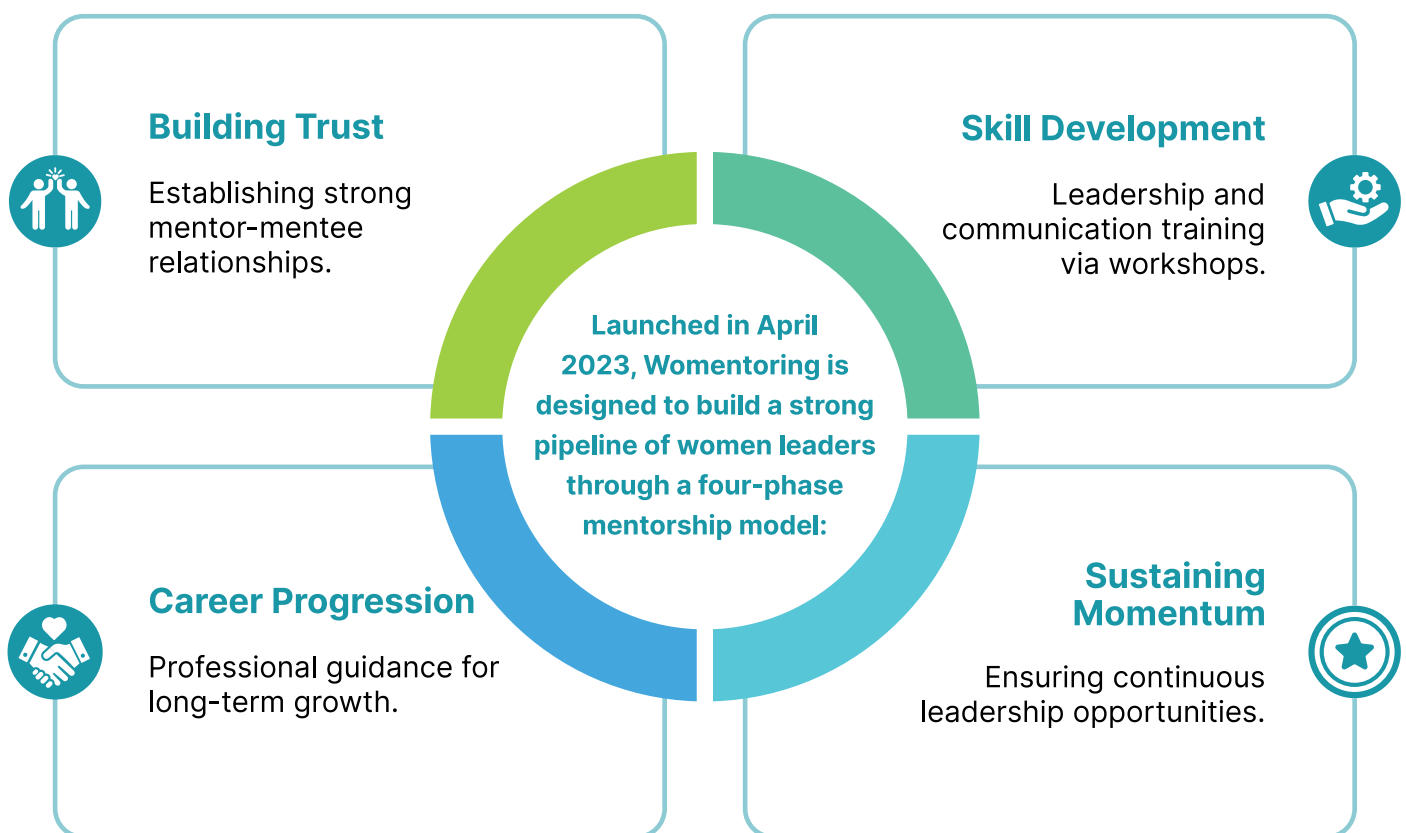 Building Trust
Establishing strong
mentor-mentee
relationships.
Skill Development
Leadership and
communication training
via workshops.
Launched in April
2023, Womentoring is
designed to build a strong
pipeline of women leaders
through a four-phase
mentorship model:
Career Progression
Professional guidance for
long-term growth.
Sustaining
Momentum
Ensuring continuous
leadership opportunities.